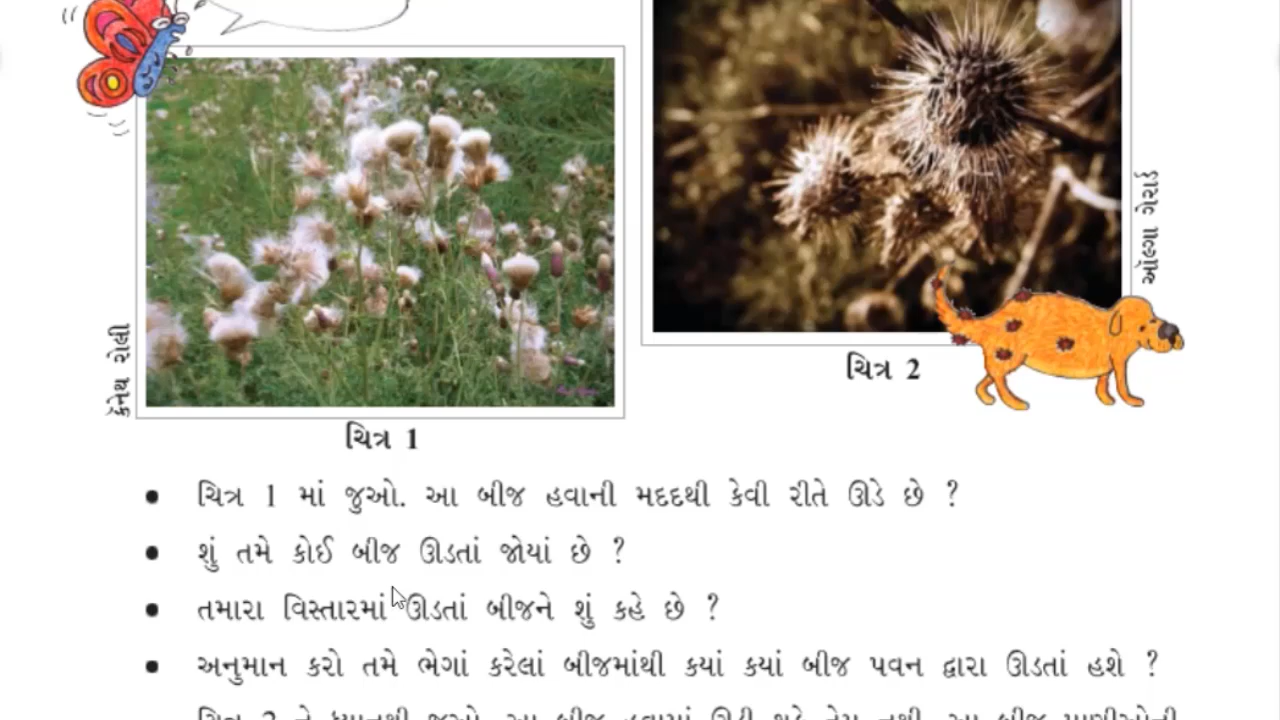 ઓલ્ગા ગેરાર્ડ
ચિત્ર 2
કૅનેથ રોલી
ચિત્ર 1
• ચિત્ર 1 માં જુઓ. આ બીજ હવાની મદદથી કેવી રીતે ઊડે છે ?
• શું તમે કોઈ બીજ ઊડતાં જોયાં છે ?
• તમારા વિસ્તારમાં ઊડતાં બીજને શું કહે છે ?
• અનુમાન કરો તમે ભેગાં કરેલાં બીજમાંથી કયાં કયાં બીજ પવન દ્વારા ઊડતાં હશે ?